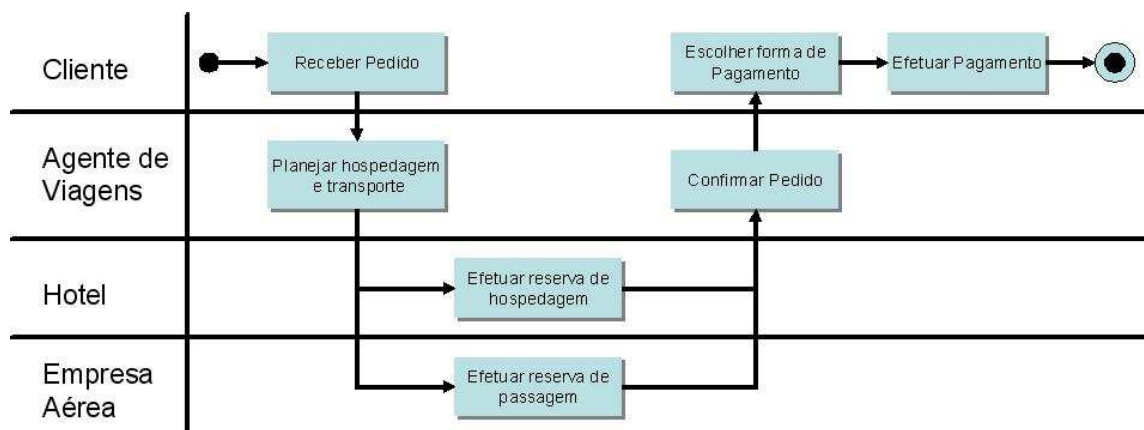 Cliente
Receber Pedido
Escolher forma de
Pagamento
Efetuar Pagamento
Agente de
Viagens
Planejar hospedagem
e transporte
Confirmar Pedido
Hotel
Efetuar reserva de
hospedagem
Empresa
Aérea
Efetuar reserva de
passagem